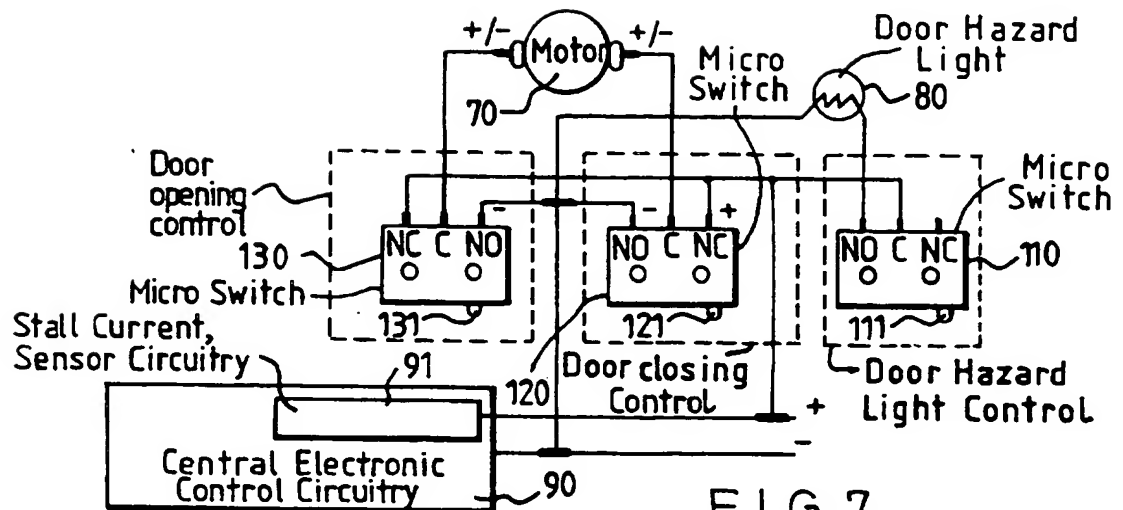 +/-
Motor
+/-
70
Micro
Switch
Door Hazard
Light
80
Door
opening
control
NC C NO
-
130
Micro Switch
131
NO C NC
- +
121
120
Door closing
Control
Micro
Switch
NO C NC
110
111
Door Hazard
Light Control
Stall Current,
Sensor Circuitry
91
Central Electronic
Control Circuitry
90
+
-
FIG 7